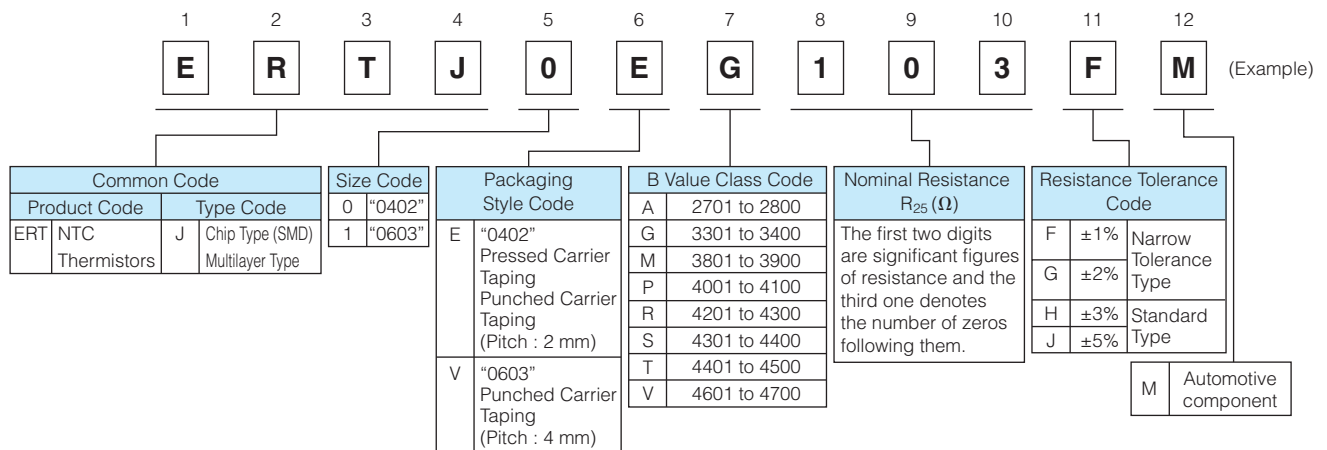 1 2 3 4 5 6 7 8 9 10 11 12
E R T J 0 E G 1 0 3 F M (Example)
Common Code
Product Code Type Code
ERT NTC Thermistors J Chip Type (SMD) Multilayer Type
Size Code
0 "0402"
1 "0603"
Packaging
Style Code
E "0402"
Pressed Carrier
Taping
Punched Carrier
Taping
(Pitch : 2 mm)
V "0603"
Punched Carrier
Taping
(Pitch : 4 mm)
B Value Class Code
A 2701 to 2800
G 3301 to 3400
M 3801 to 3900
P 4001 to 4100
R 4201 to 4300
S 4301 to 4400
T 4401 to 4500
V 4601 to 4700
Nominal Resistance
R25 (Ω)
The first two digits
are significant figures
of resistance and the
third one denotes
the number of zeros
following them.
Resistance Tolerance
Code
F ±1% Narrow
Tolerance
G ±2% Type
H ±3% Standard
J ±5% Type
M Automotive
component